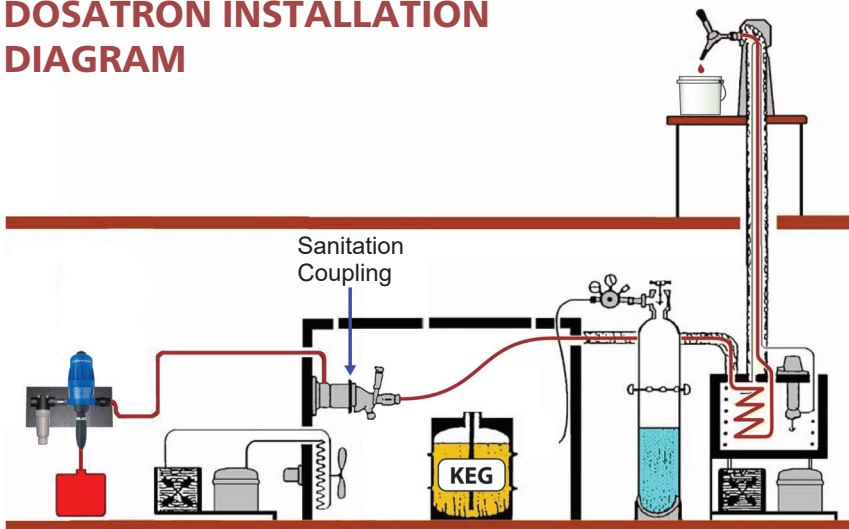 DOSATRON INSTALLATION
DIAGRAM
Sanitation
Coupling
KEG